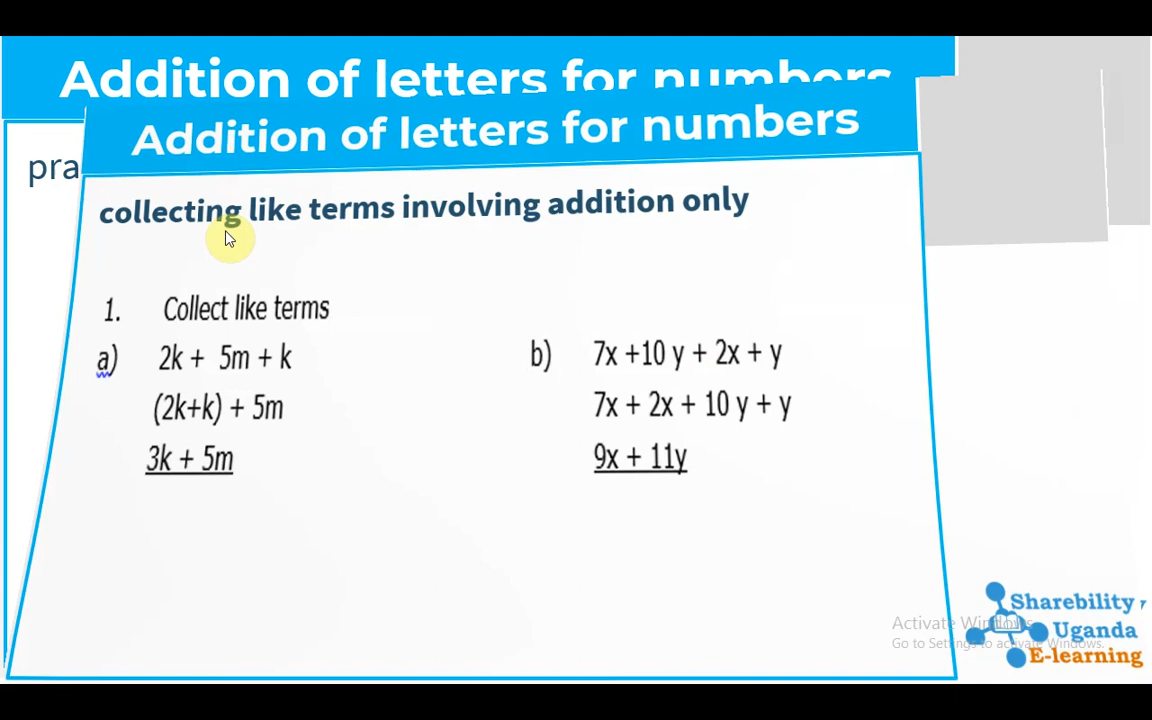 Addition of letters for numbers
Addition of letters for numbers
pra
collecting like terms involving addition only
1. Collect like terms
a) 2k + 5m + k
(2k+k) + 5m
3k + 5m
b) 7x +10 y + 2x + y
7x + 2x + 10 y + y
9x + 11y
Activate Windows
Go to Settings to activate Windows.
Sharebility
Uganda
E-learning